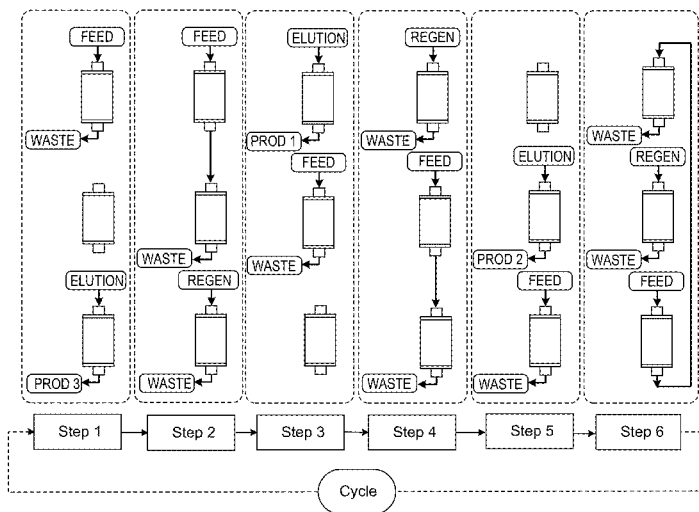 FEED
WASTE
ELUTION
PROD 3
FEED
WASTE
REGEN
WASTE
ELUTION
PROD 1
FEED
WASTE
REGEN
WASTE
FEED
WASTE
ELUTION
PROD 2
FEED
WASTE
WASTE
REGEN
WASTE
FEED
Step 1
Step 2
Step 3
Step 4
Step 5
Step 6
Cycle